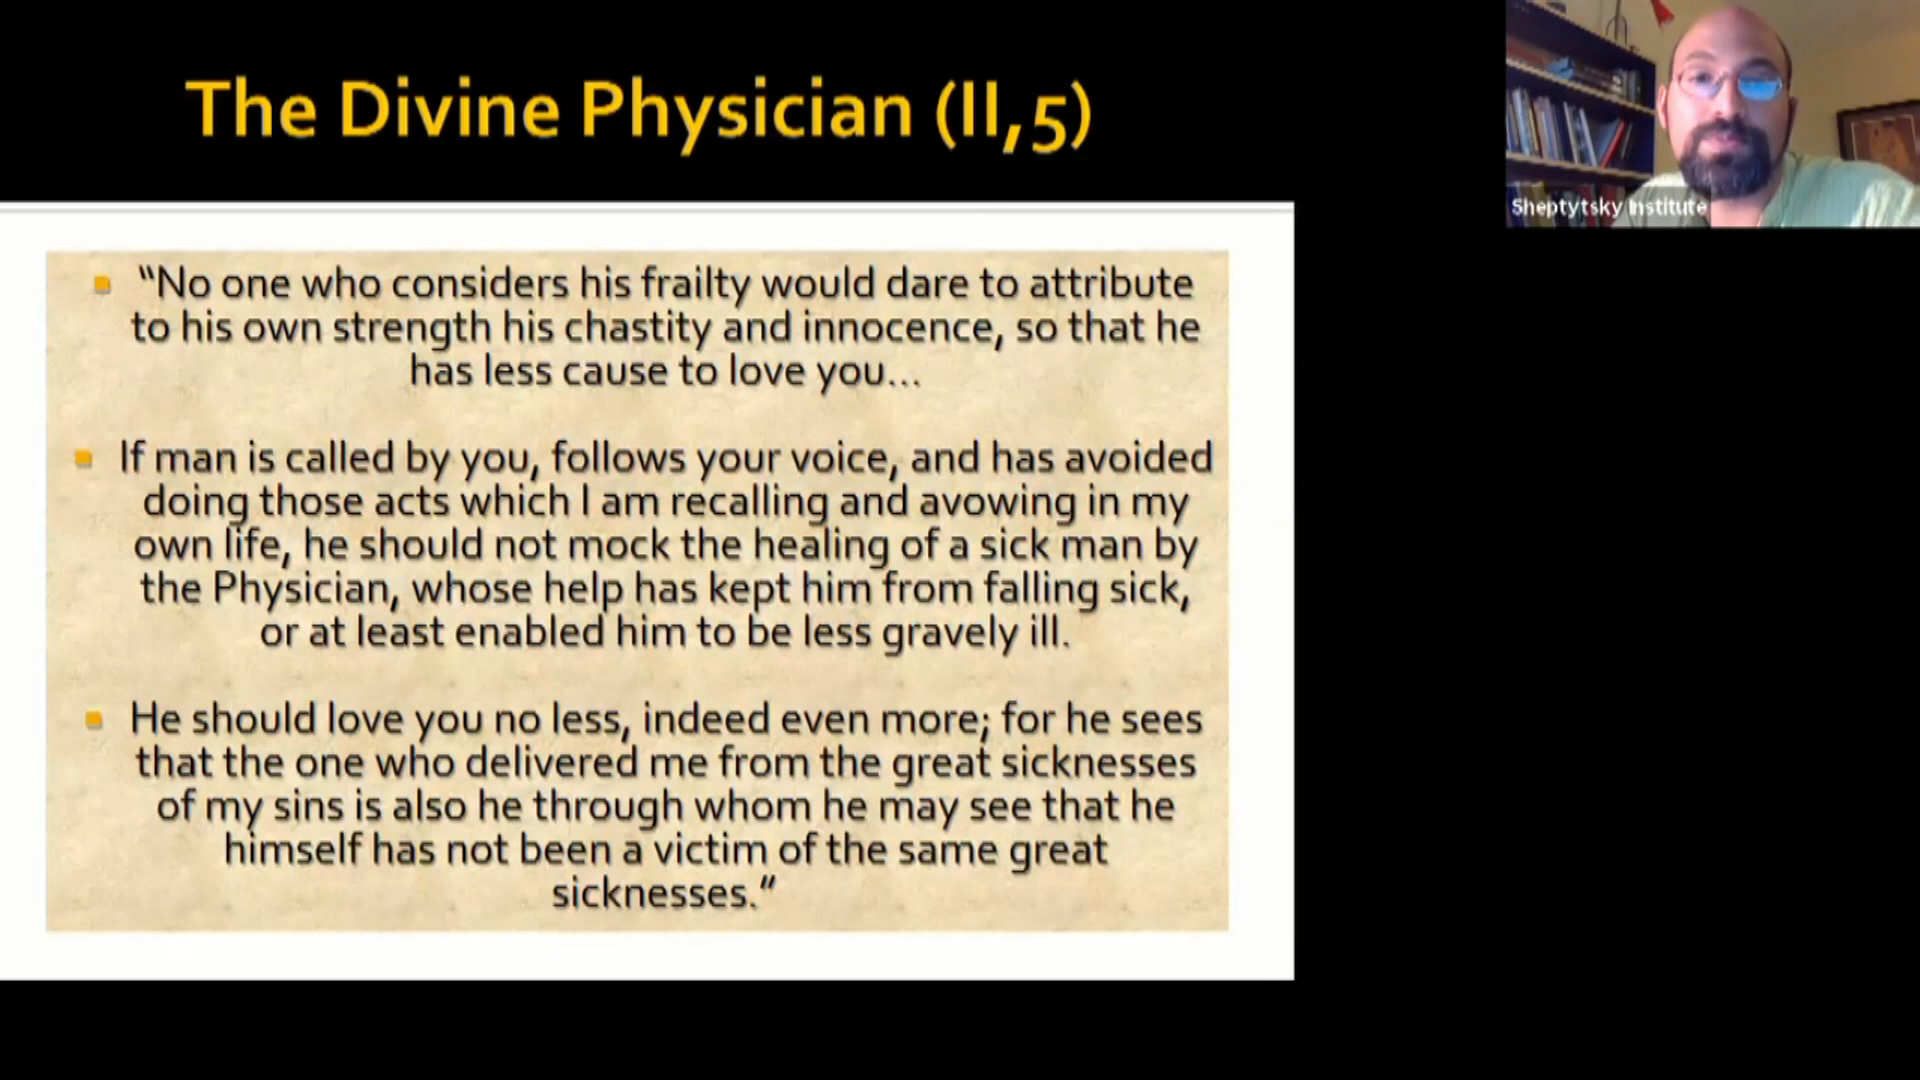 The Divine Physician (II,5)
Sheptytsky Institute
“No one who considers his frailty would dare to attribute
to his own strength his chastity and innocence, so that he
has less cause to love you...
If man is called by you, follows your voice, and has avoided
doing those acts which I am recalling and avowing in my
own life, he should not mock the healing of a sick man by
the Physician, whose help has kept him from falling sick,
or at least enabled him to be less gravely ill.
He should love you no less, indeed even more; for he sees
that the one who delivered me from the great sicknesses
of my sins is also he through whom he may see that he
himself has not been a victim of the same great
sicknesses.”